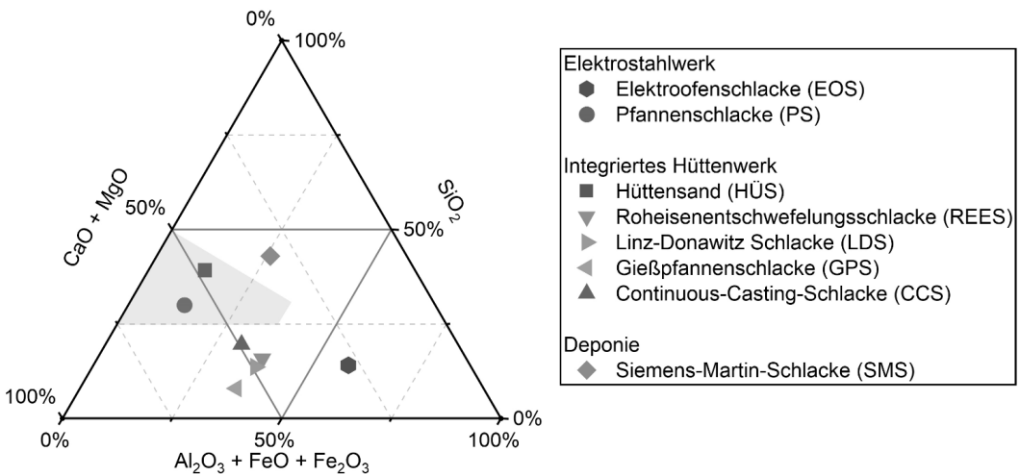 0%
100%
CaO + MgO
SiO₂
50%
50%
100%
0%
0%
50%
100%
Al₂O₃ + FeO + Fe₂O₃
Elektrostahlwerk
Elektroofenschlacke (EOS)
Pfannenschlacke (PS)
Integriertes Hüttenwerk
Hüttensand (HÜS)
Roheisenentschwefelungsschlacke (REES)
Linz-Donawitz Schlacke (LDS)
Gießpfannenschlacke (GPS)
Continuous-Casting-Schlacke (CCS)
Deponie
Siemens-Martin-Schlacke (SMS)